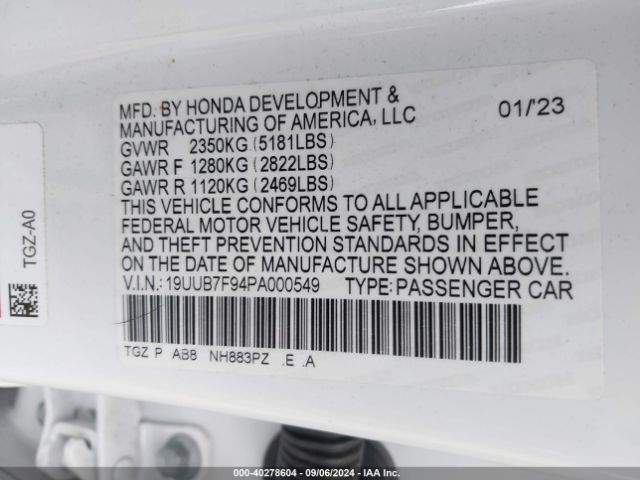 MFD. BY HONDA DEVELOPMENT &
MANUFACTURING OF AMERICA, LLC 01/'23
GVWR 2350KG (5181LBS)
GAWR F 1280KG (2822LBS)
GAWR R 1120KG (2469LBS)
THIS VEHICLE CONFORMS TO ALL APPLICABLE
FEDERAL MOTOR VEHICLE SAFETY, BUMPER,
AND THEFT PREVENTION STANDARDS IN EFFECT
ON THE DATE OF MANUFACTURE SHOWN ABOVE.
V.I.N.: 19UUB7F94PA000549 TYPE: PASSENGER CAR
TGZ P AB8 NH883PZ .E .A
TGZ-A0
000-40278604 | 09/06/2024 | IAA Inc.